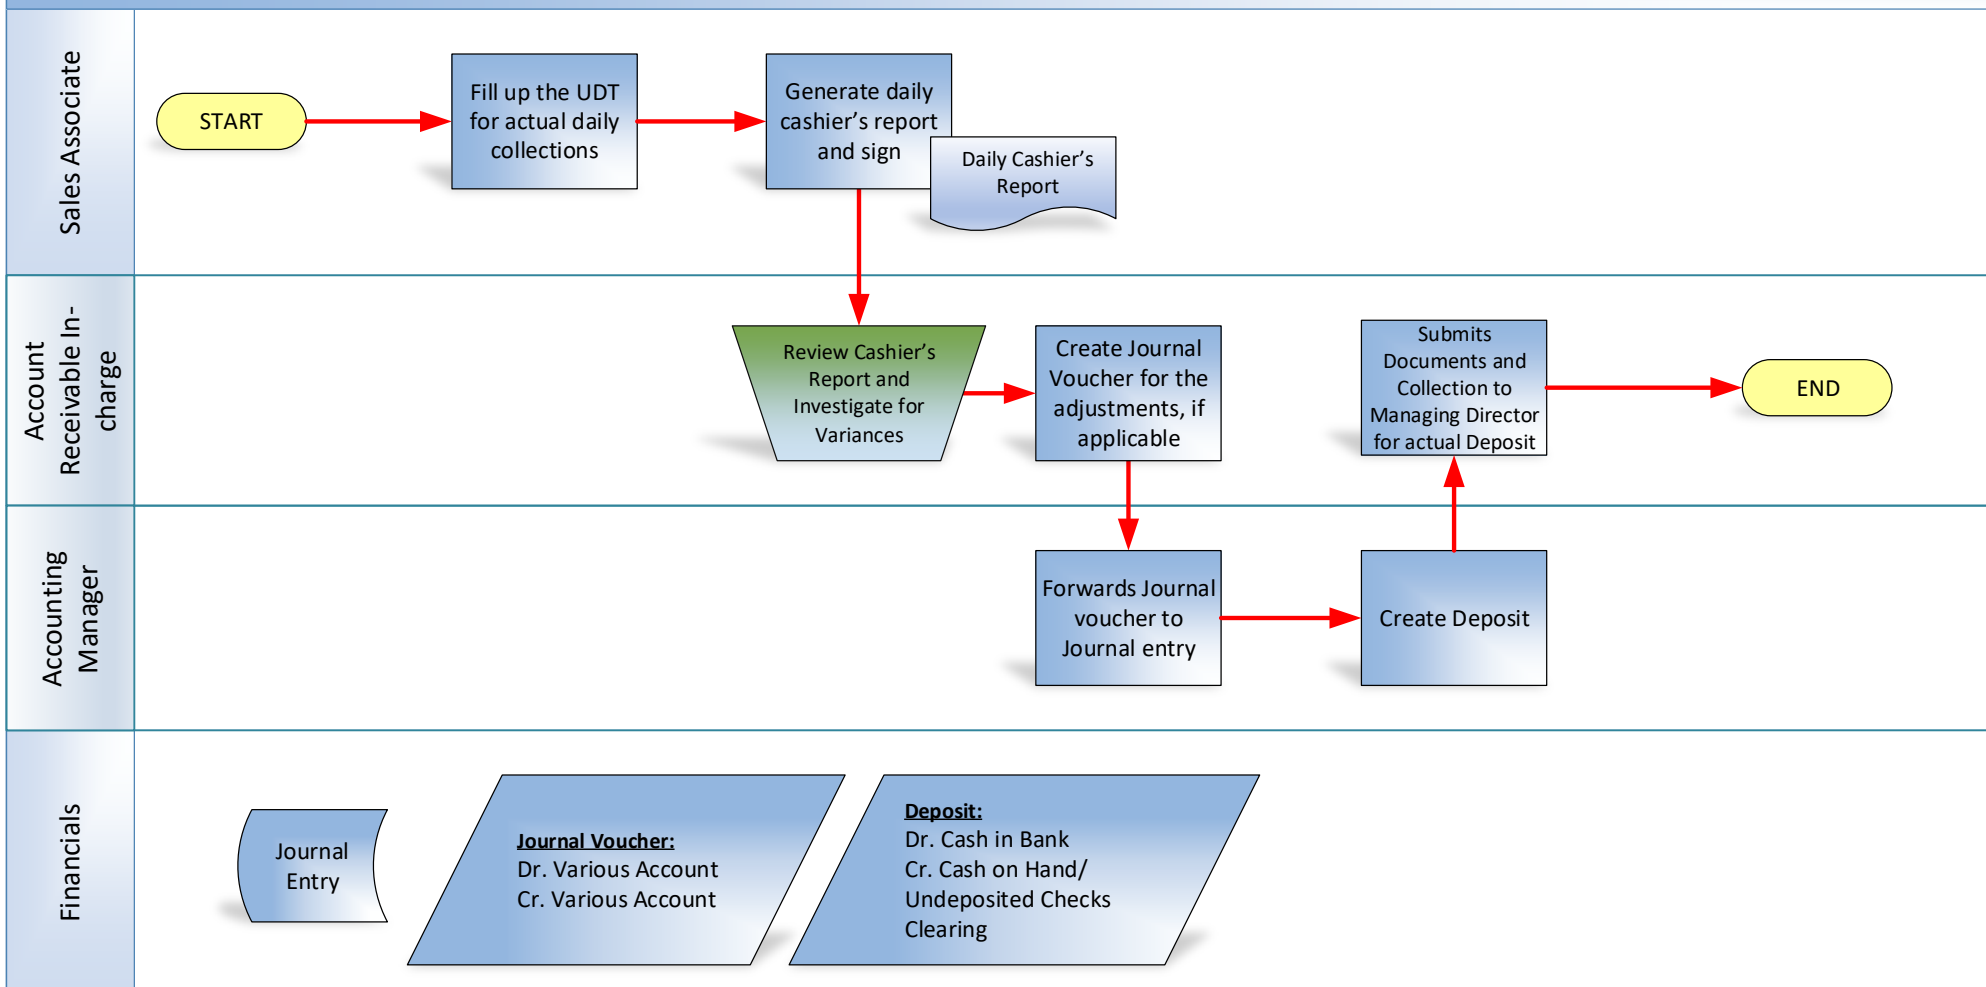 Sales Associate
START
Fill up the UDT
for actual daily
collections
Generate daily
cashier's report
and sign
Daily Cashier's
Report
Account
Receivable In-
charge
Review Cashier's
Report and
Investigate for
Variances
Create Journal
Voucher for the
adjustments, if
applicable
Submits
Documents and
Collection to
Managing Director
for actual Deposit
END
Accounting
Manager
Forwards Journal
voucher to
Journal entry
Create Deposit
Financials
Journal
Entry
Journal Voucher:
Dr. Various Account
Cr. Various Account
Deposit:
Dr. Cash in Bank
Cr. Cash on Hand/
Undeposited Checks
Clearing